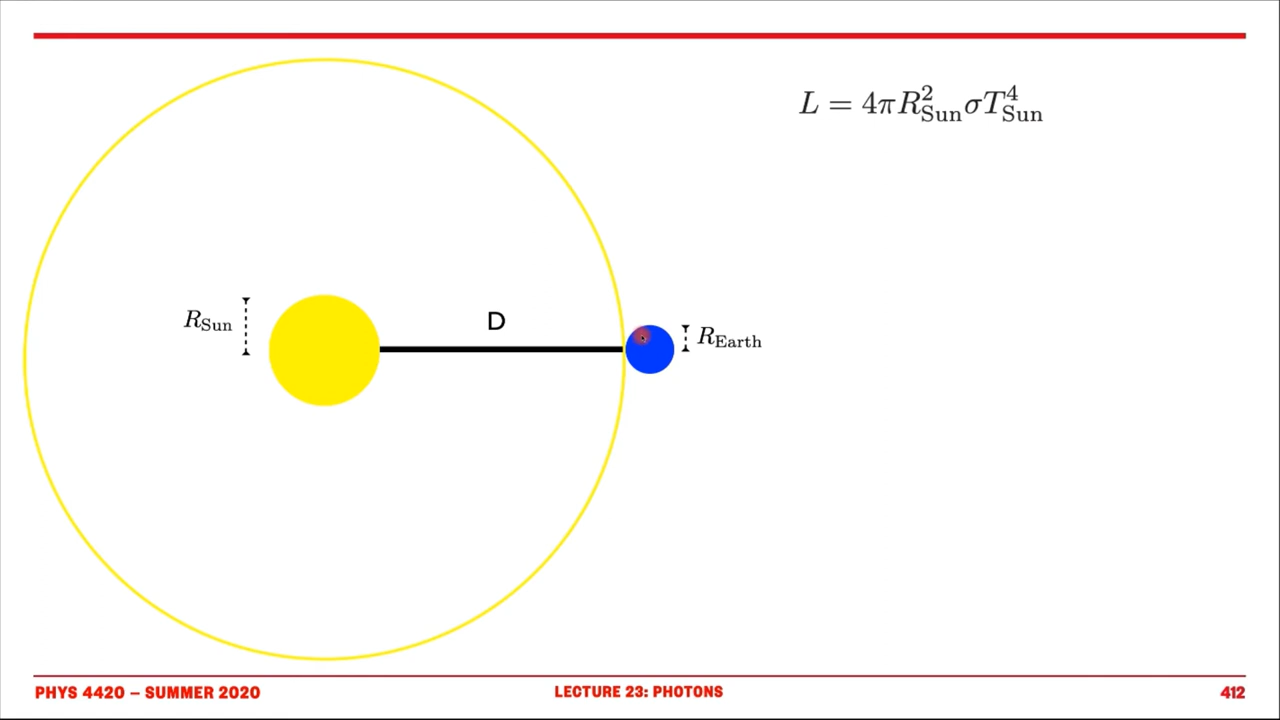 L = 4πR²_Sun σT⁴_Sun
D
R_Sun
R_Earth
PHYS 4420 – SUMMER 2020
LECTURE 23: PHOTONS
412